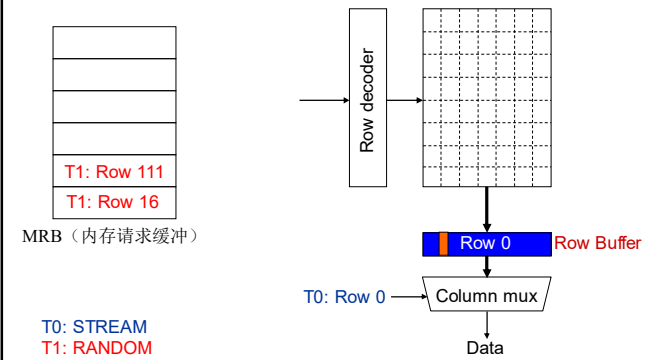 T1: Row 111
T1: Row 16
MRB（内存请求缓冲）
Row decoder
Row 0
Row Buffer
T0: Row 0
Column mux
Data
T0: STREAM
T1: RANDOM